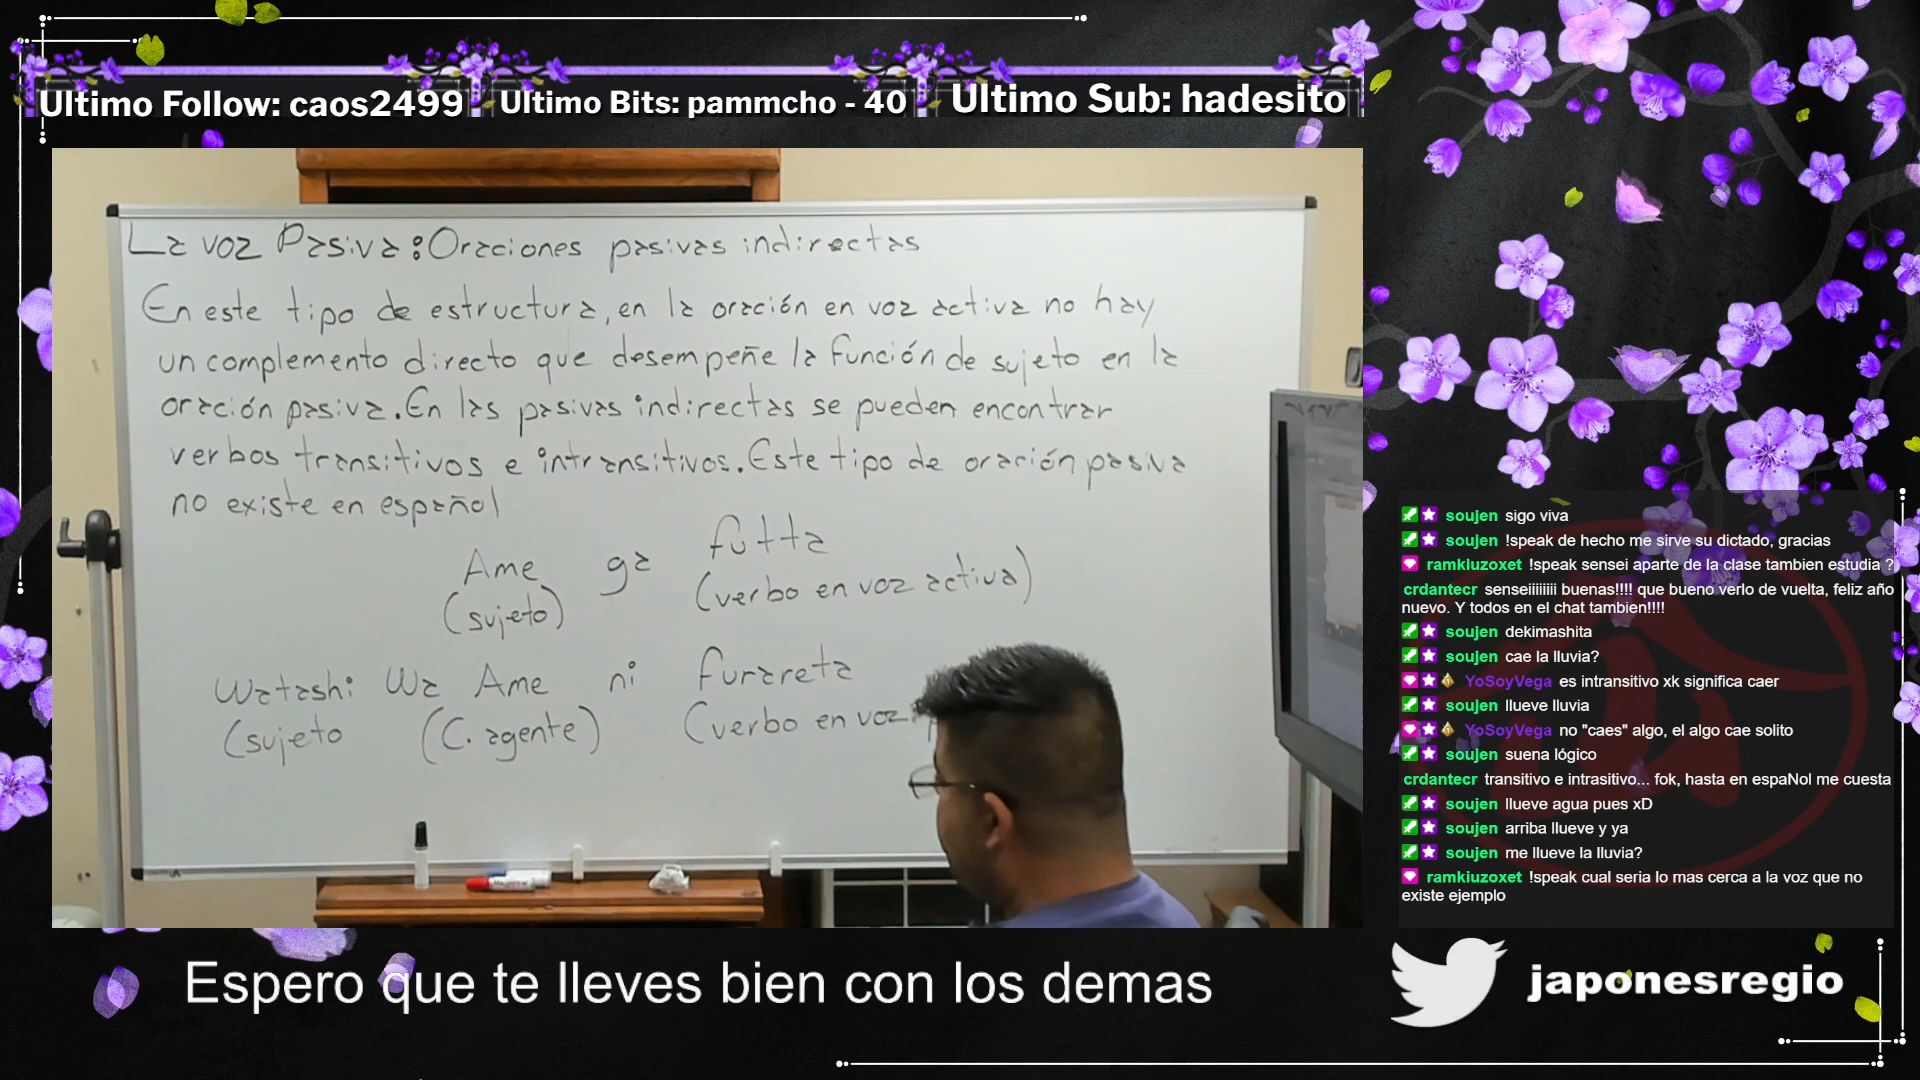 Ultimo Follow: caos2499
Ultimo Bits: pammcho - 40
Ultimo Sub: hadesito
La voz Pasiva: Oraciones pasivas indirectas
En este tipo de estructura, en la oración en voz activa no hay
un complemento directo que desempeñe la función de sujeto en la
oración pasiva. En las pasivas indirectas se pueden encontrar
verbos transitivos e intransitivos. Este tipo de oración pasiva
no existe en español
Ame ga futta
(sujeto) (verbo en voz activa)
Watashi wa Ame ni furareta
(sujeto (C. agente) (verbo en voz
soujen sigo viva
soujen !speak de hecho me sirve su dictado, gracias
ramkiuzoxet !speak sensei aparte de la clase tambien estudia ?
crdantecr senseiiiiiiii buenas!!!! que bueno verlo de vuelta, feliz año
nuevo. Y todos en el chat tambien!!!!
soujen dekimashita
soujen cae la lluvia?
YoSoyVega es intransitivo xk significa caer
soujen llueve lluvia
YoSoyVega no "caes" algo, el algo cae solito
soujen suena lógico
crdantecr transitivo e intrasitivo... fok, hasta en espaNol me cuesta
soujen llueve agua pues xD
soujen arriba llueve y ya
soujen me llueve la lluvia?
ramkiuzoxet !speak cual seria lo mas cerca a la voz que no
existe ejemplo
Espero que te lleves bien con los demas
japonesregio